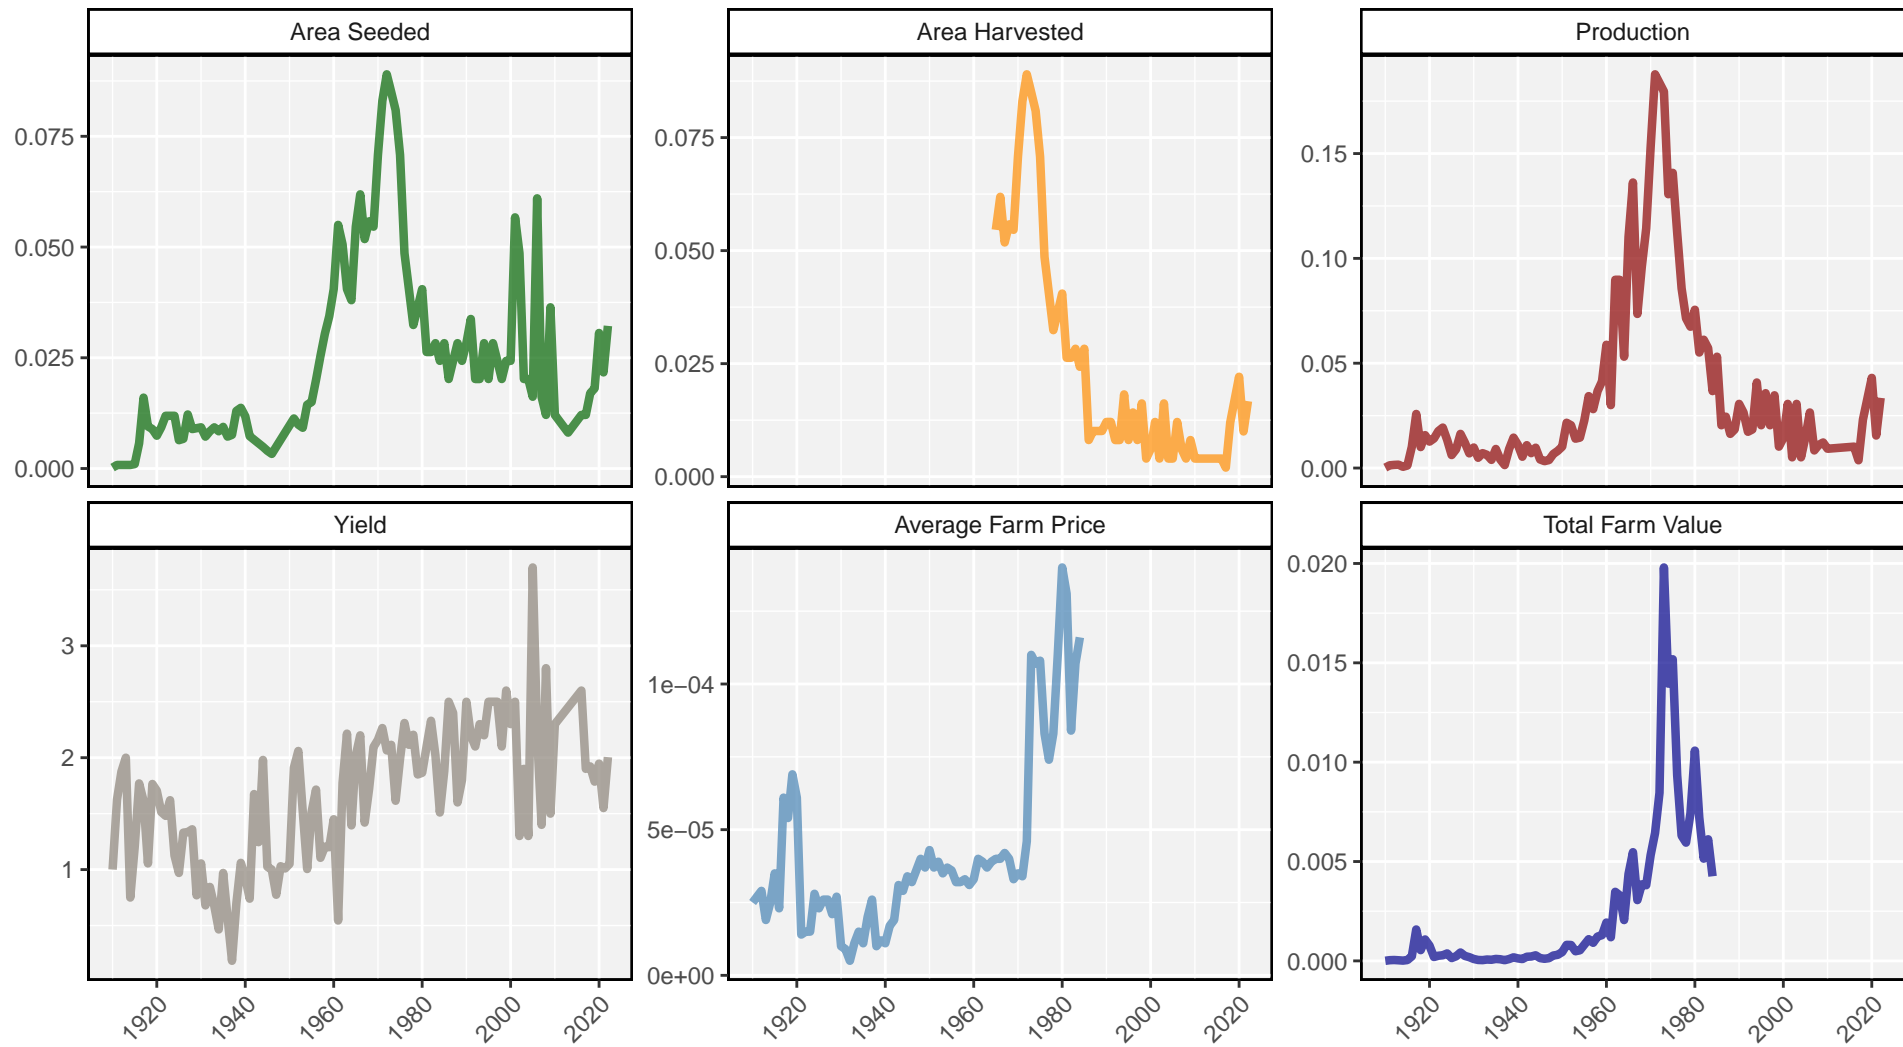 Area Seeded
Area Harvested
Production
0.075
0.050
0.025
0.000
0.075
0.050
0.025
0.000
0.15
0.10
0.05
0.00
Yield
Average Farm Price
Total Farm Value
3
2
1
1e−04
5e−05
0e+00
0.020
0.015
0.010
0.005
0.000
1920 1940 1960 1980 2000 2020
1920 1940 1960 1980 2000 2020
1920 1940 1960 1980 2000 2020